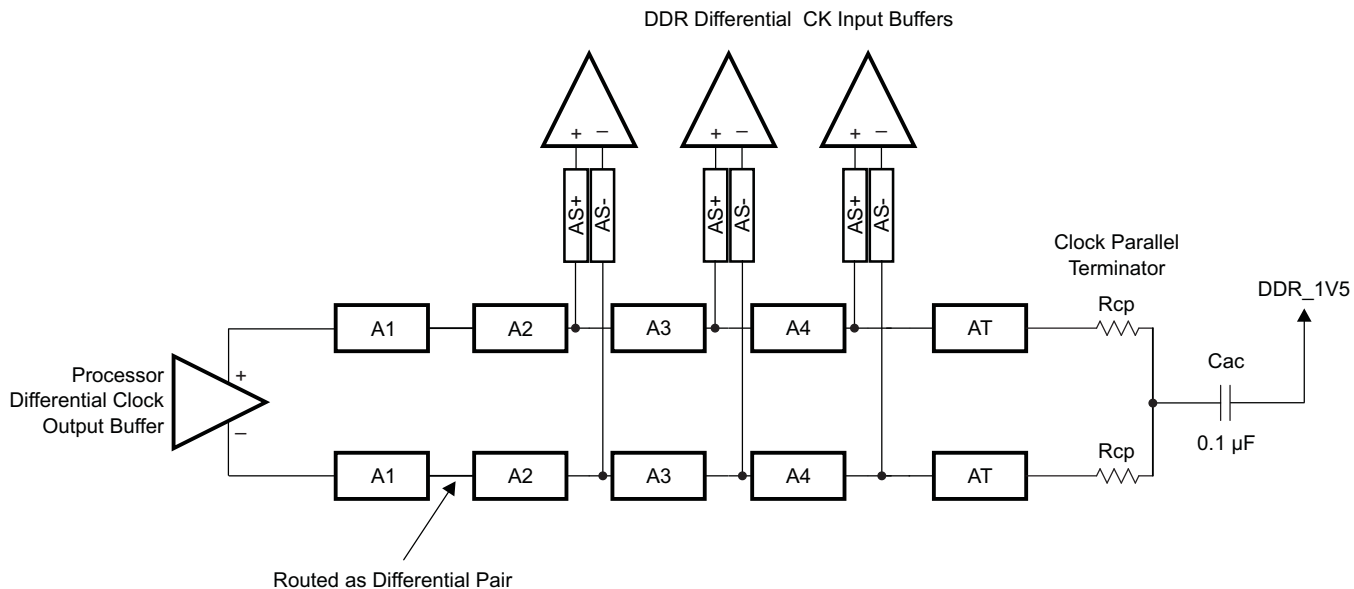 DDR Differential CK Input Buffers
+ –
+ –
+ –
AS+
AS-
AS+
AS-
AS+
AS-
Clock Parallel
Terminator
DDR_1V5
A1
A2
A3
A4
AT
Rcp
Processor
Differential Clock
Output Buffer
+
–
Cac
0.1 µF
A1
A2
A3
A4
AT
Rcp
Routed as Differential Pair